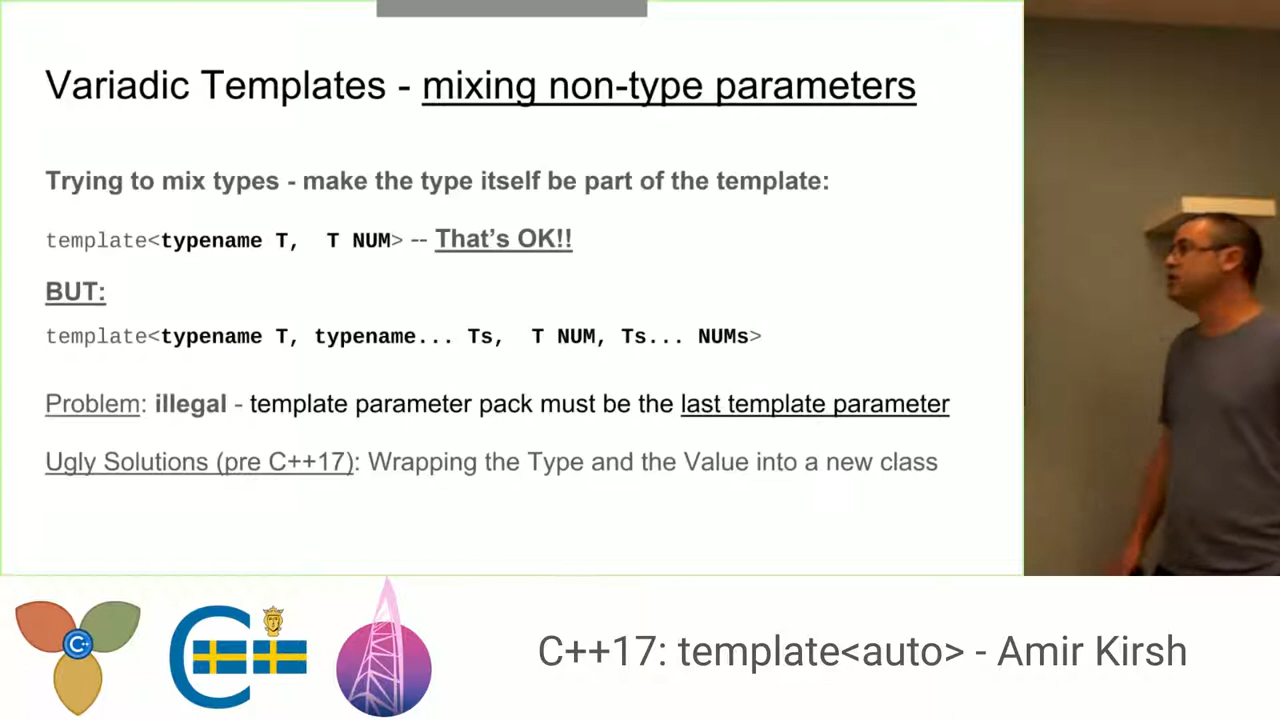 Variadic Templates - mixing non-type parameters
Trying to mix types - make the type itself be part of the template:
template<typename T, T NUM> -- That's OK!!
BUT:
template<typename T, typename... Ts, T NUM, Ts... NUMs>
Problem: illegal - template parameter pack must be the last template parameter
Ugly Solutions (pre C++17): Wrapping the Type and the Value into a new class
C++
C++
C++17: template<auto> - Amir Kirsh